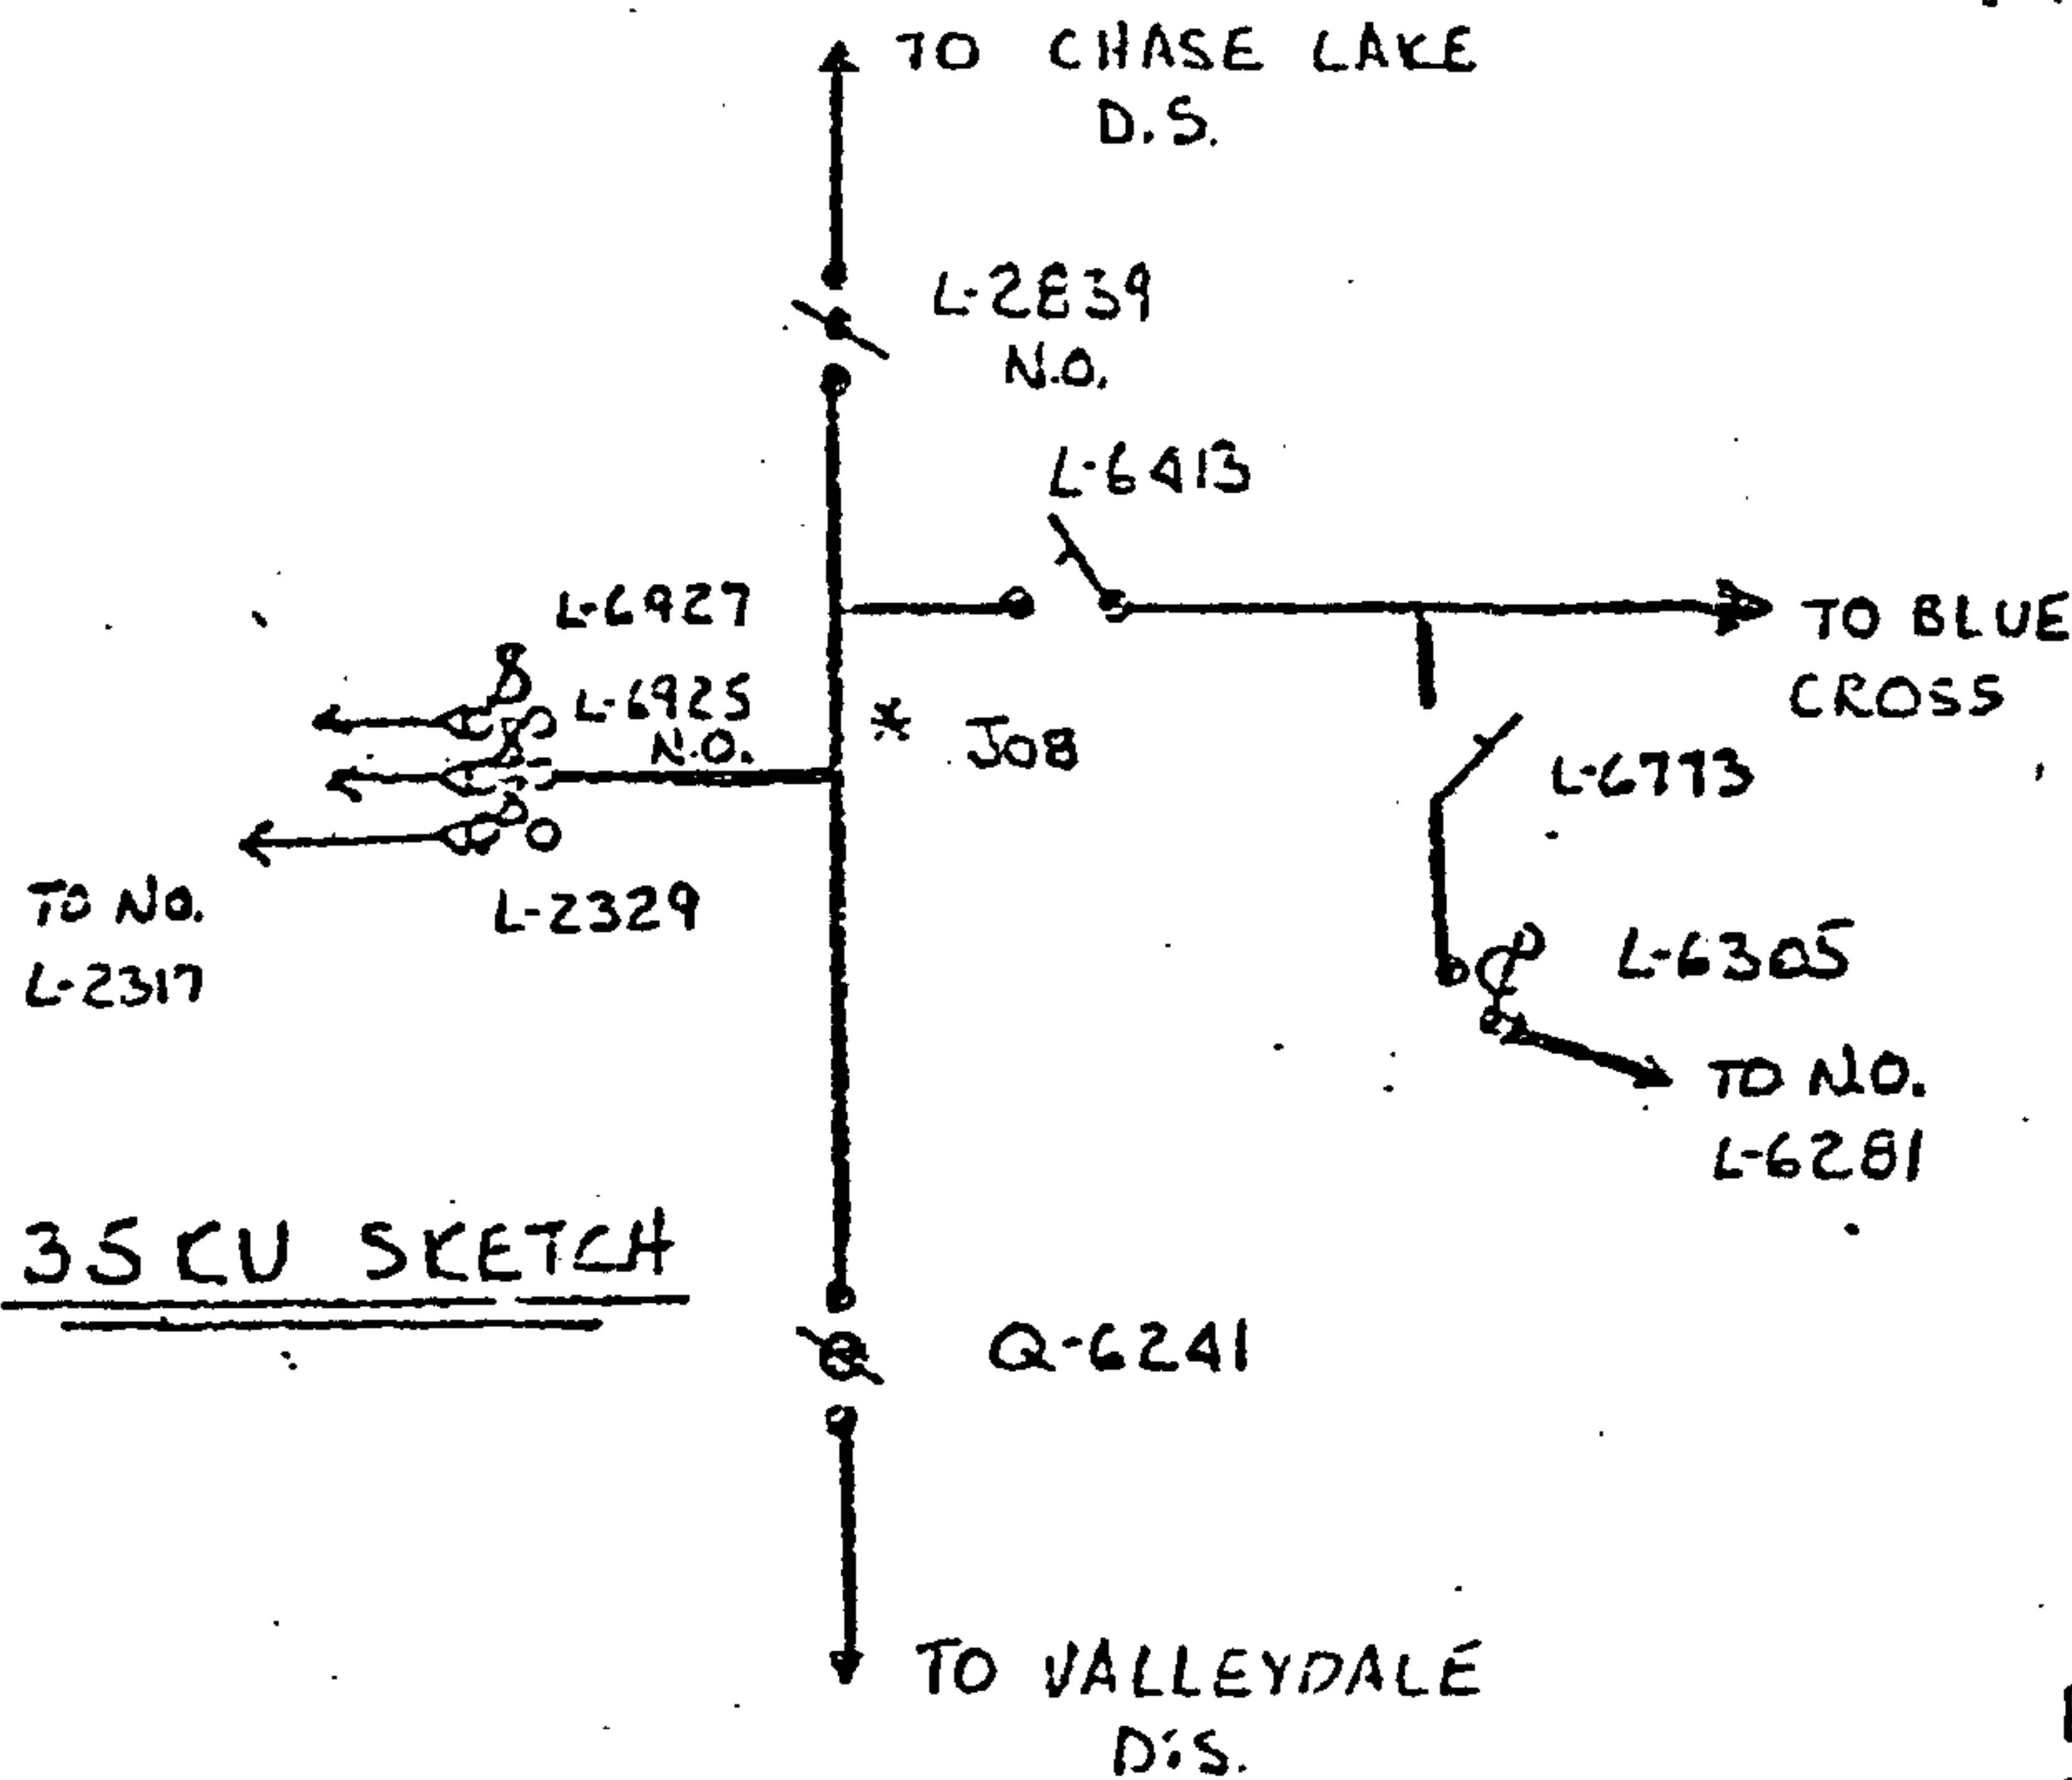 TO CHASE LAKE
D.S.
L-2839
N.O.
L-6413
L-6927
TO BLUE
CROSS
L-6925
N.O.
* JOB
L-6773
TO NO.
L-2317
L-2329
L-6305
TO NO.
L-6281
3S CU SKETCH
Q-6241
TO VALLEYDALE
D.S.